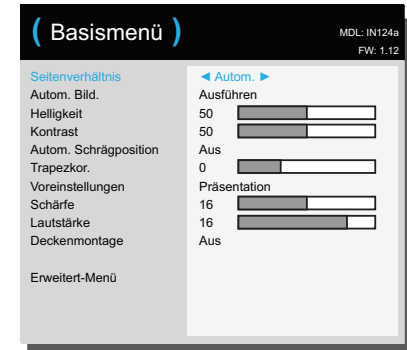 ( Basismenü )
MDL: IN124a
FW: 1.12
Seitenverhältnis ◄ Autom. ►
Autom. Bild. Ausführen
Helligkeit 50
Kontrast 50
Autom. Schrägposition Aus
Trapezkor. 0
Voreinstellungen Präsentation
Schärfe 16
Lautstärke 16
Deckenmontage Aus
Erweitert-Menü